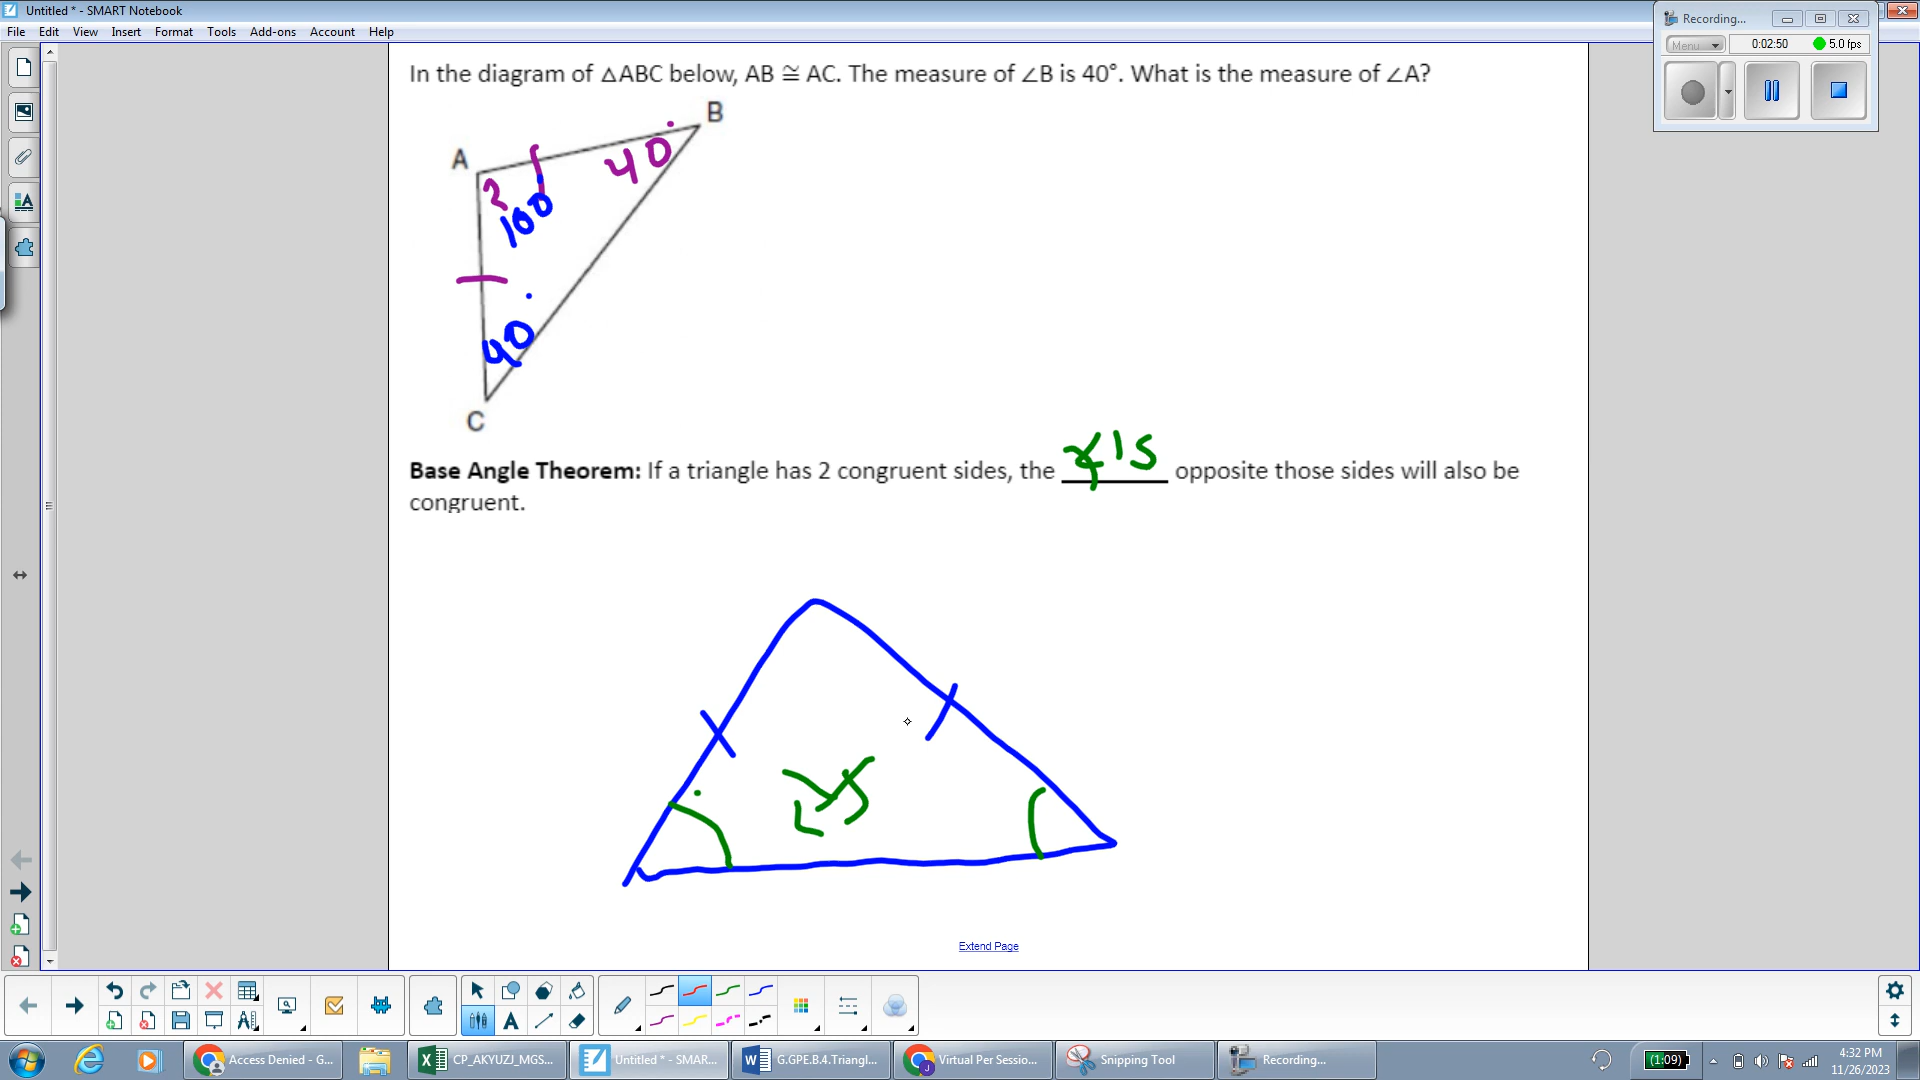 Untitled * - SMART Notebook
File Edit View Insert Format Tools Add-ons Account Help
Recording...
Menu
0:02:50 5.0 fps
In the diagram of △ABC below, AB ≅ AC. The measure of ∠B is 40°. What is the measure of ∠A?
B
A
40
?
100
40
C
∠'s
Base Angle Theorem: If a triangle has 2 congruent sides, the ________ opposite those sides will also be
congruent.
Extend Page
Access Denied - G...
CP_AKYUZJ_MGS...
Untitled * - SMAR...
G.GPE.B.4.Triangl...
Virtual Per Sessio...
Snipping Tool
Recording...
(1:09)
4:32 PM
11/26/2023